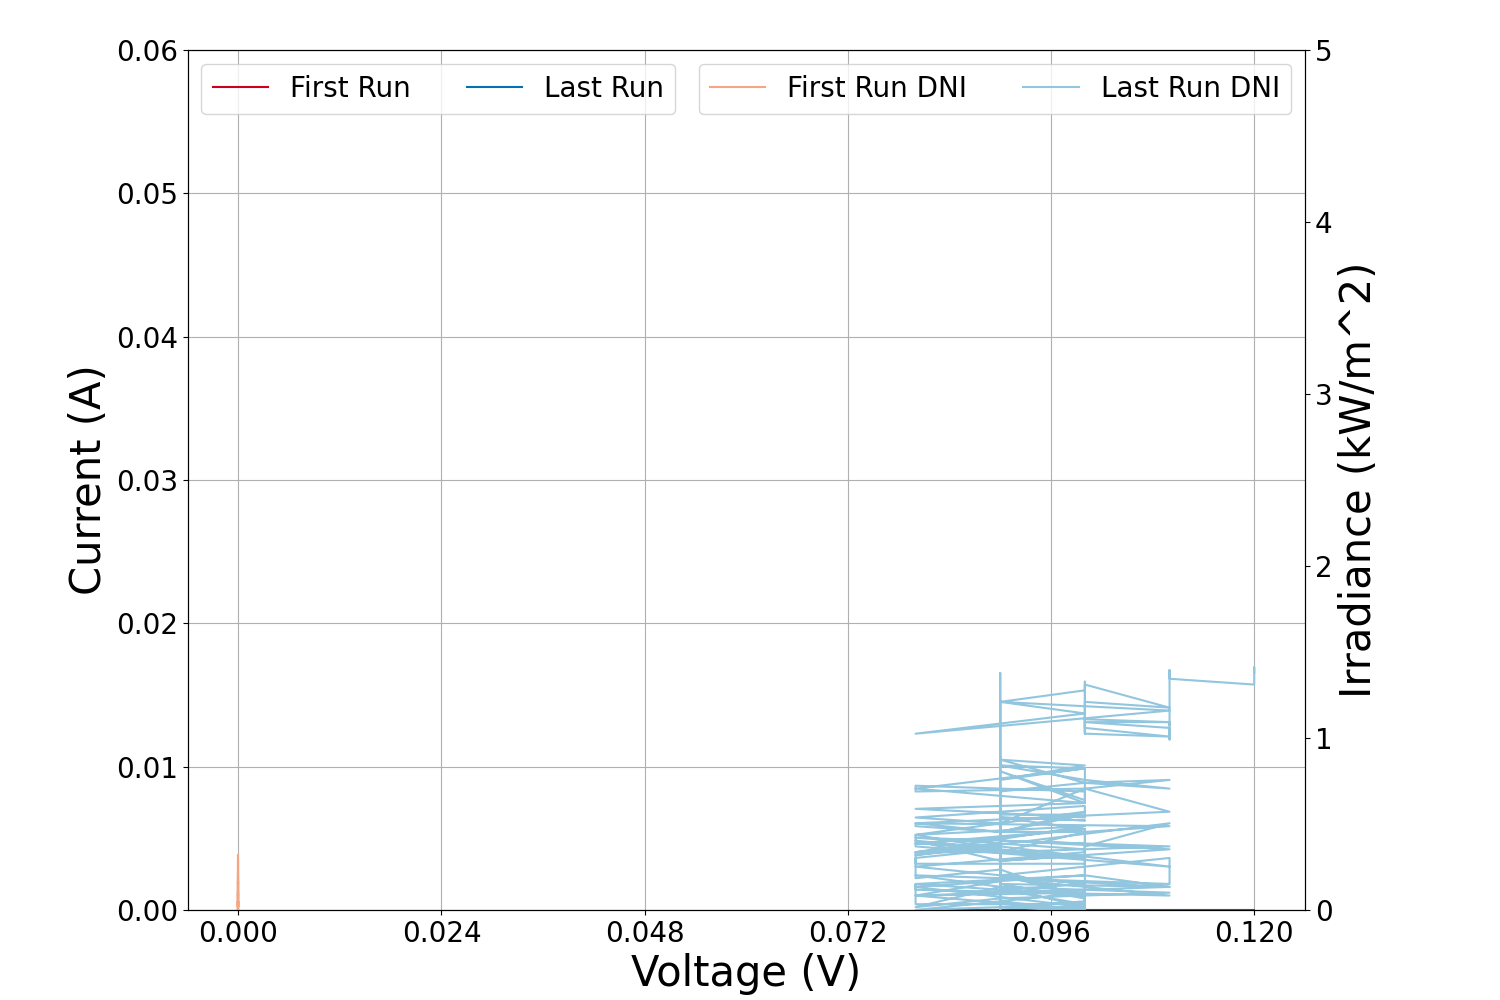 First Run
Last Run
First Run DNI
Last Run DNI
0.06
0.05
0.04
0.03
0.02
0.01
0.00
Current (A)
5
4
3
2
1
0
Irradiance (kW/m^2)
0.000
0.024
0.048
0.072
0.096
0.120
Voltage (V)